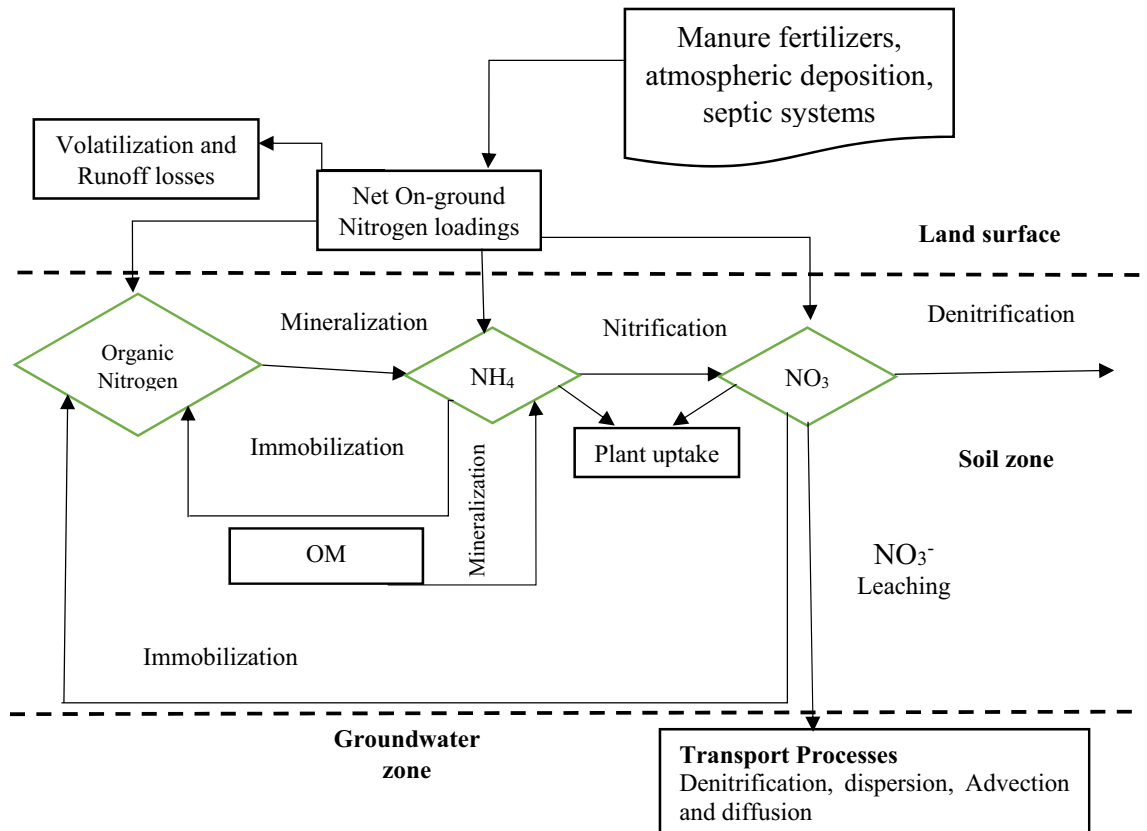 Manure fertilizers,
atmospheric deposition,
septic systems
Volatilization and
Runoff losses
Net On-ground
Nitrogen loadings
Land surface
Mineralization
Nitrification
Denitrification
Organic
Nitrogen
NH₄
NO₃
Immobilization
Plant uptake
Soil zone
Mineralization
OM
NO₃⁻
Leaching
Immobilization
Groundwater
zone
Transport Processes
Denitrification, dispersion, Advection
and diffusion